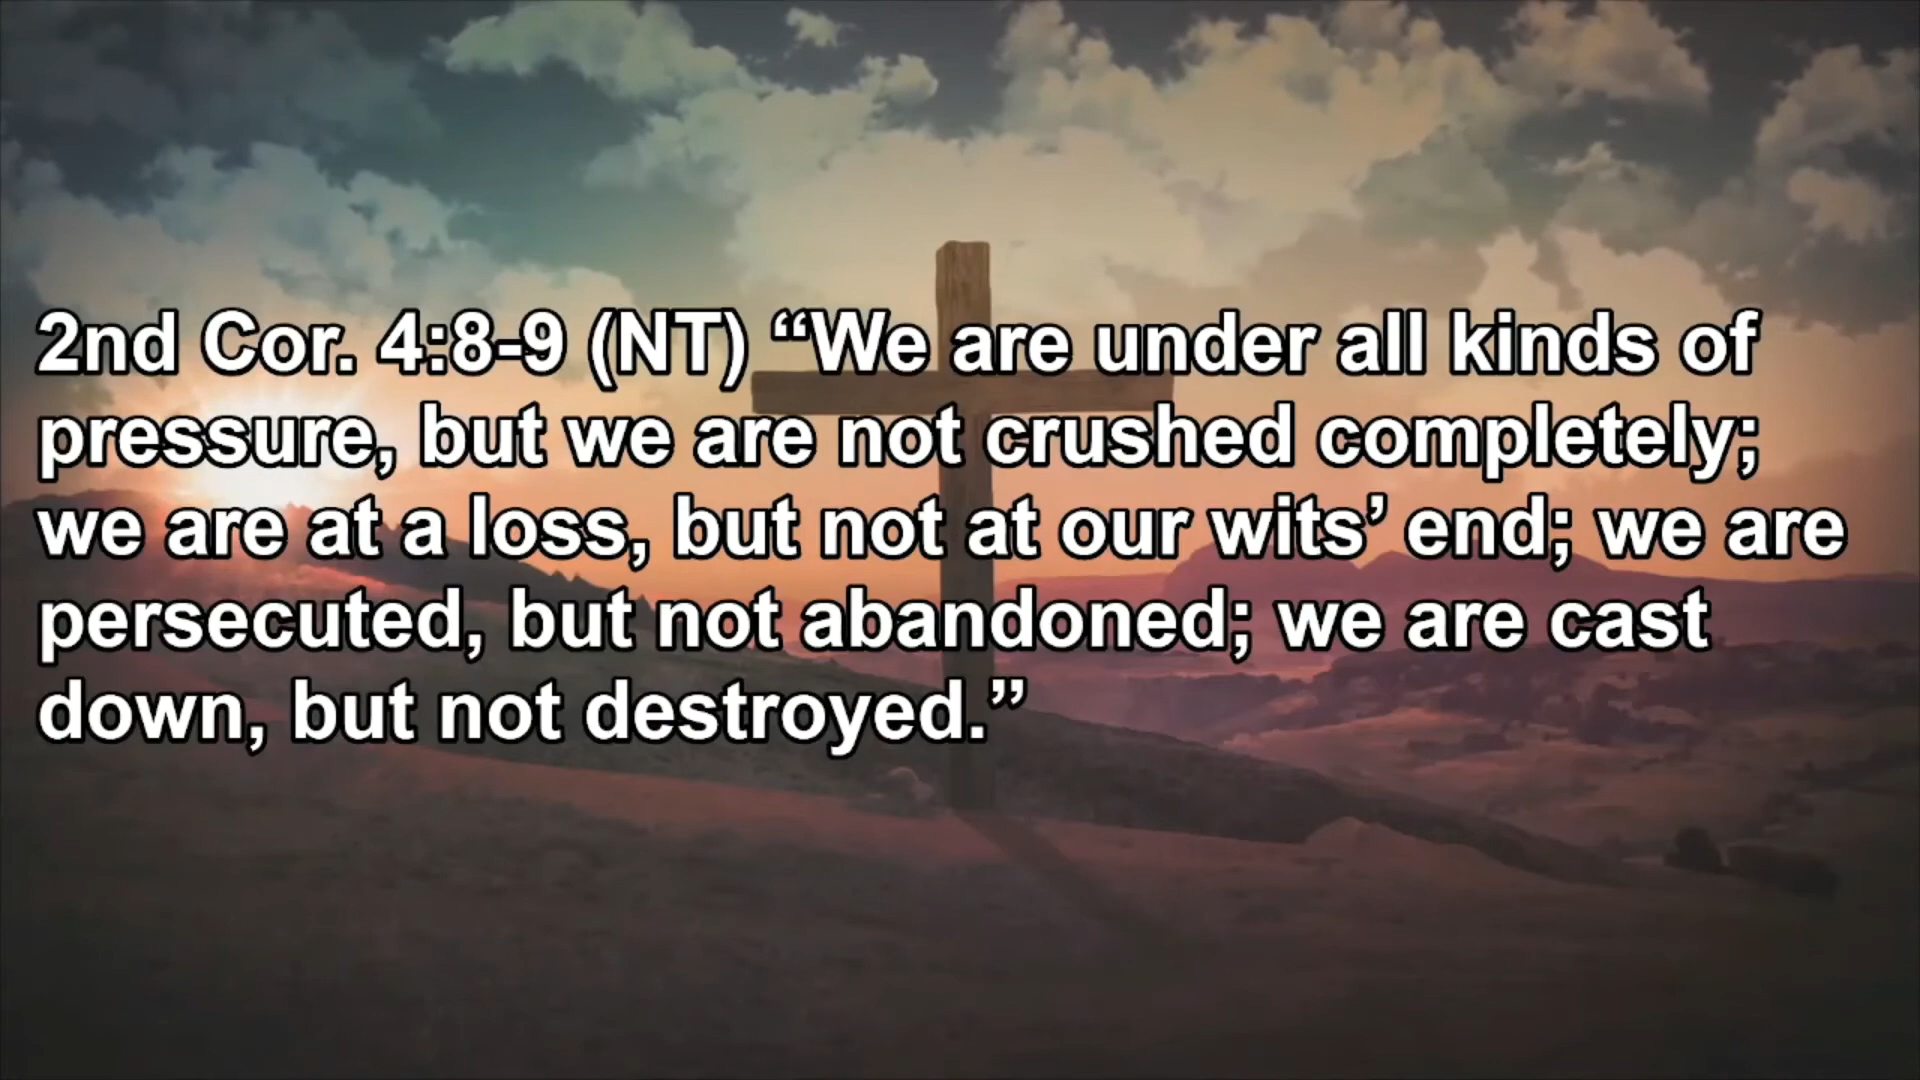 2nd Cor. 4:8-9 (NT) “We are under all kinds of
pressure, but we are not crushed completely;
we are at a loss, but not at our wits’ end; we are
persecuted, but not abandoned; we are cast
down, but not destroyed.”